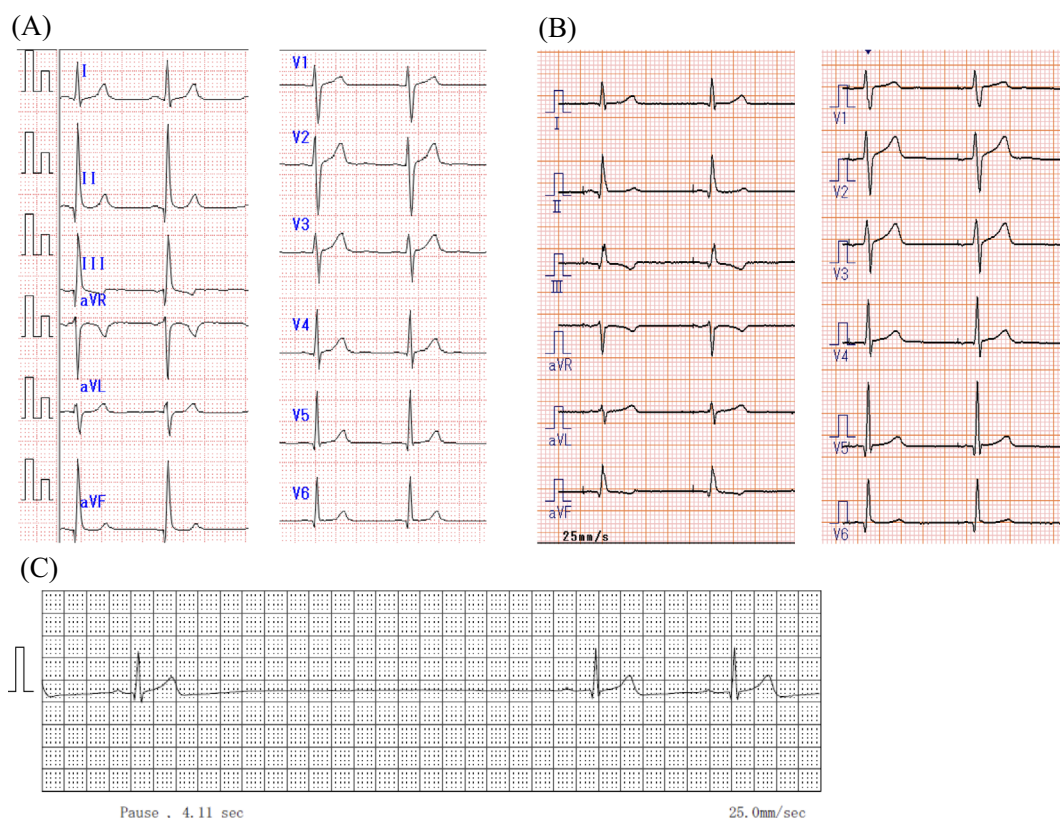 (A)
I
II
III
aVR
aVL
aVF
V1
V2
V3
V4
V5
V6
(B)
I
II
III
aVR
aVL
aVF
25mm/s
V1
V2
V3
V4
V5
V6
(C)
Pause , 4.11 sec
25.0mm/sec